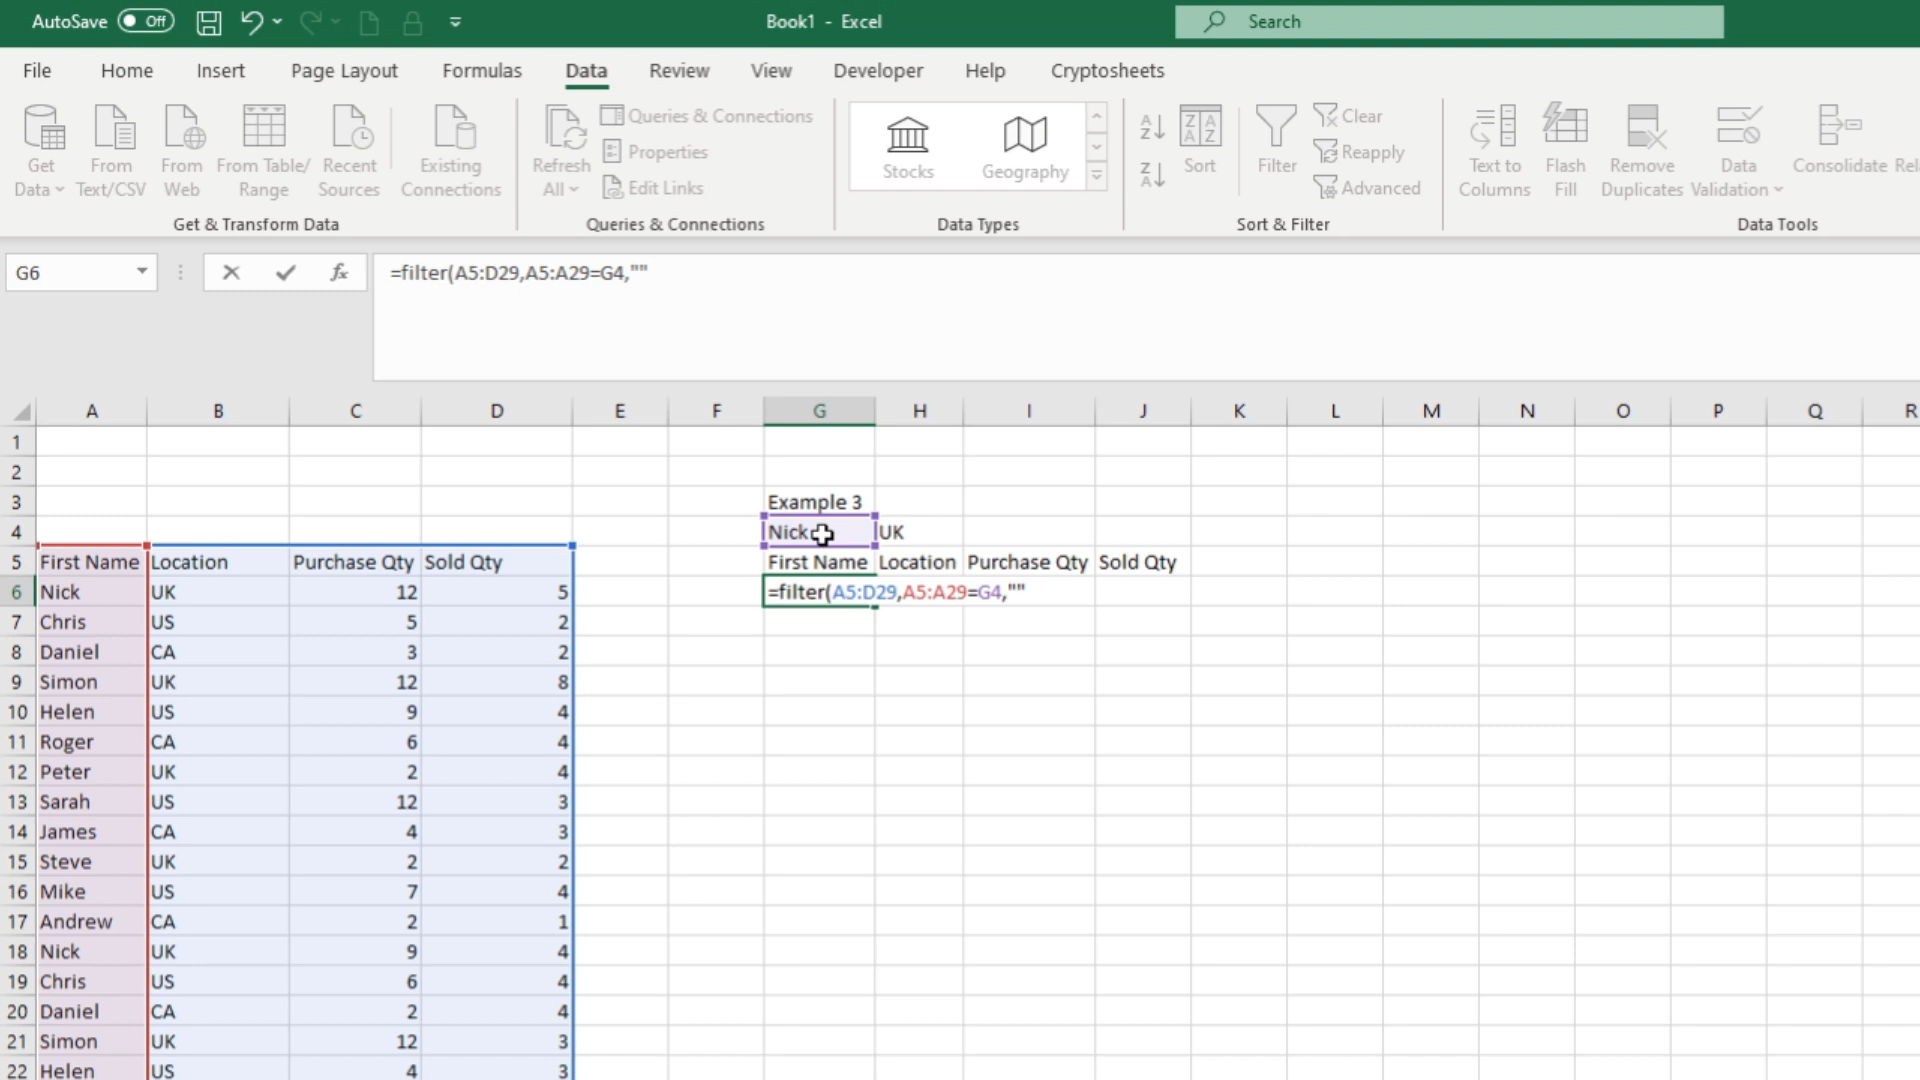 AutoSave Off Book1 - Excel Search
File Home Insert Page Layout Formulas Data Review View Developer Help Cryptosheets
Get Data From Text/CSV From Web From Table/ Range Recent Sources Existing Connections
Get & Transform Data
Refresh All Queries & Connections
Properties
Edit Links
Queries & Connections
Stocks Geography
Data Types
Sort Filter Clear
Reapply
Advanced
Sort & Filter
Text to Columns Flash Fill Remove Duplicates Data Validation Consolidate Rel
Data Tools
G6 fx =filter(A5:D29,A5:A29=G4,""
A B C D E F G H I J K L M N O P Q R
1
2
3 Example 3
4 Nick UK
5 First Name Location Purchase Qty Sold Qty First Name Location Purchase Qty Sold Qty
6 Nick UK 12 5 =filter(A5:D29,A5:A29=G4,""
7 Chris US 5 2
8 Daniel CA 3 2
9 Simon UK 12 8
10 Helen US 9 4
11 Roger CA 6 4
12 Peter UK 2 4
13 Sarah US 12 3
14 James CA 4 3
15 Steve UK 2 2
16 Mike US 7 4
17 Andrew CA 2 1
18 Nick UK 9 4
19 Chris US 6 4
20 Daniel CA 2 4
21 Simon UK 12 3
22 Helen US 4 3